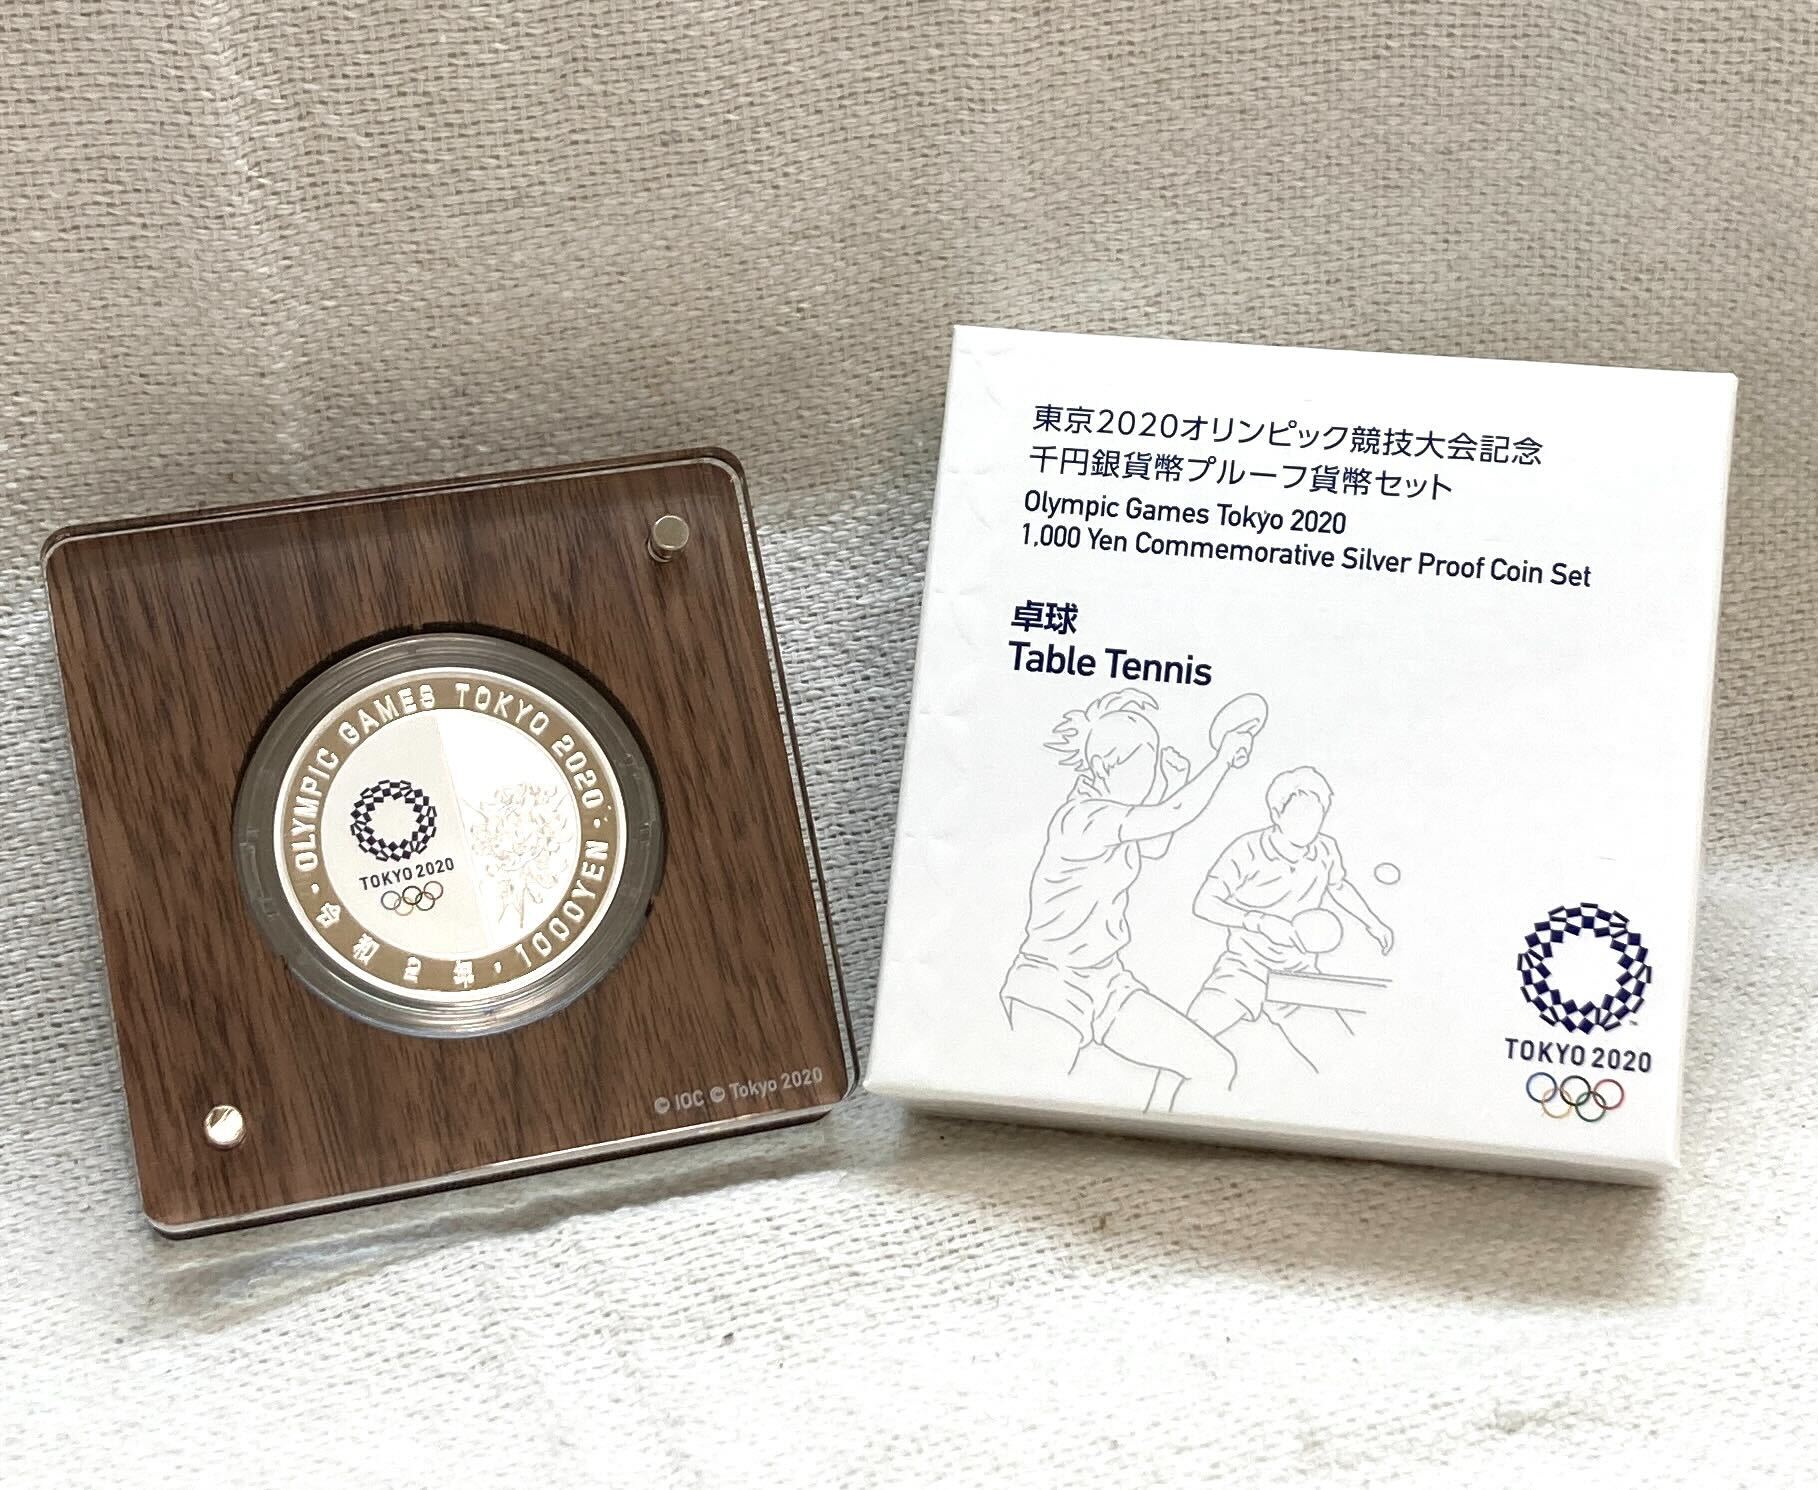 OLYMPIC GAMES TOKYO 2020
TOKYO 2020
令和2年・1000YEN
© IOC © Tokyo 2020
東京2020オリンピック競技大会記念
千円銀貨幣プルーフ貨幣セット
Olympic Games Tokyo 2020
1,000 Yen Commemorative Silver Proof Coin Set
卓球
Table Tennis
TOKYO 2020